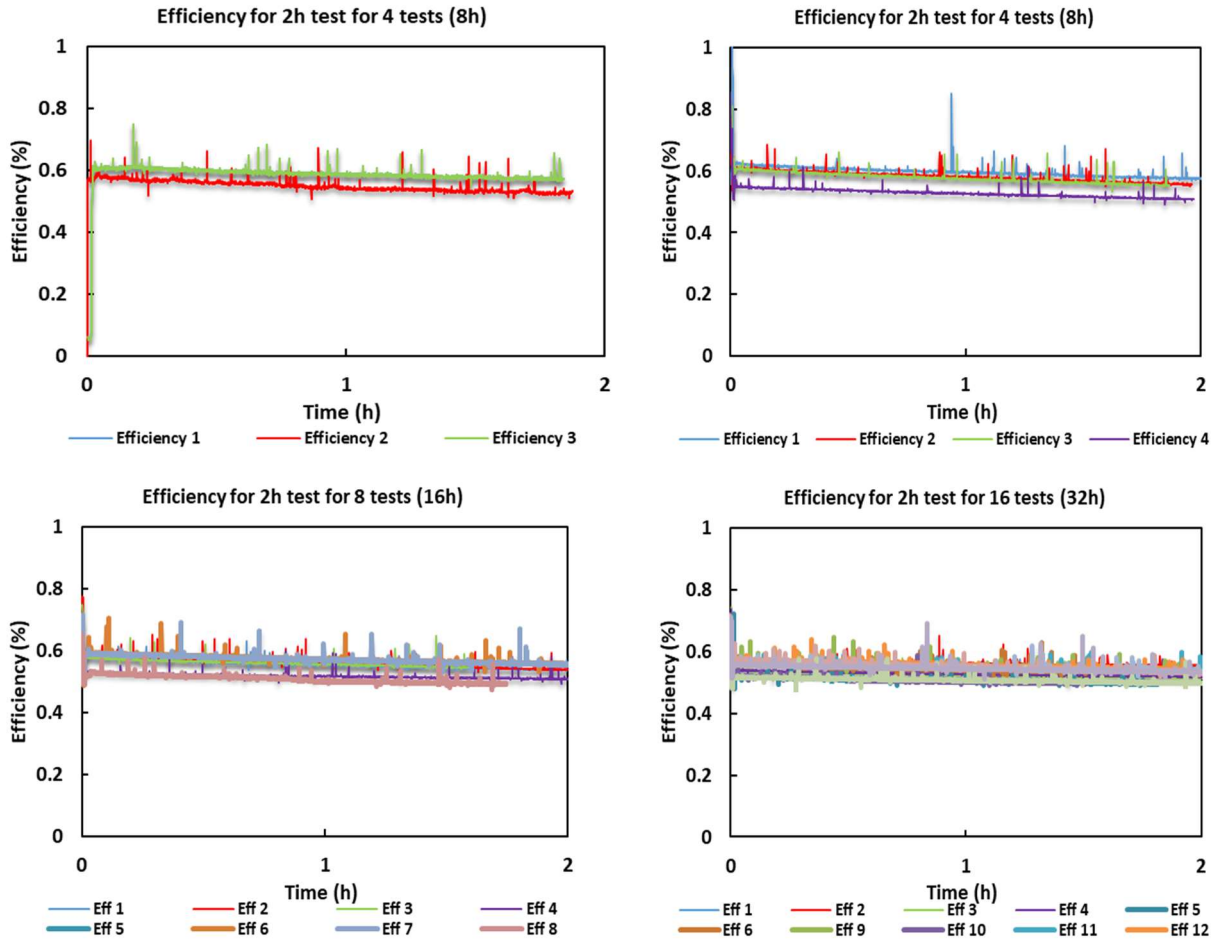 Efficiency for 2h test for 4 tests (8h)
Efficiency (%)
1
0.8
0.6
0.4
0.2
0
0 1 2
Time (h)
Efficiency 1 Efficiency 2 Efficiency 3
Efficiency for 2h test for 4 tests (8h)
Efficiency (%)
1
0.8
0.6
0.4
0.2
0
0 1 2
Time (h)
Efficiency 1 Efficiency 2 Efficiency 3 Efficiency 4
Efficiency for 2h test for 8 tests (16h)
Efficiency (%)
1
0.8
0.6
0.4
0.2
0
0 1 2
Time (h)
Eff 1 Eff 2 Eff 3 Eff 4
Eff 5 Eff 6 Eff 7 Eff 8
Efficiency for 2h test for 16 tests (32h)
Efficiency (%)
1
0.8
0.6
0.4
0.2
0
0 1 2
Time (h)
Eff 1 Eff 2 Eff 3 Eff 4 Eff 5
Eff 6 Eff 9 Eff 10 Eff 11 Eff 12